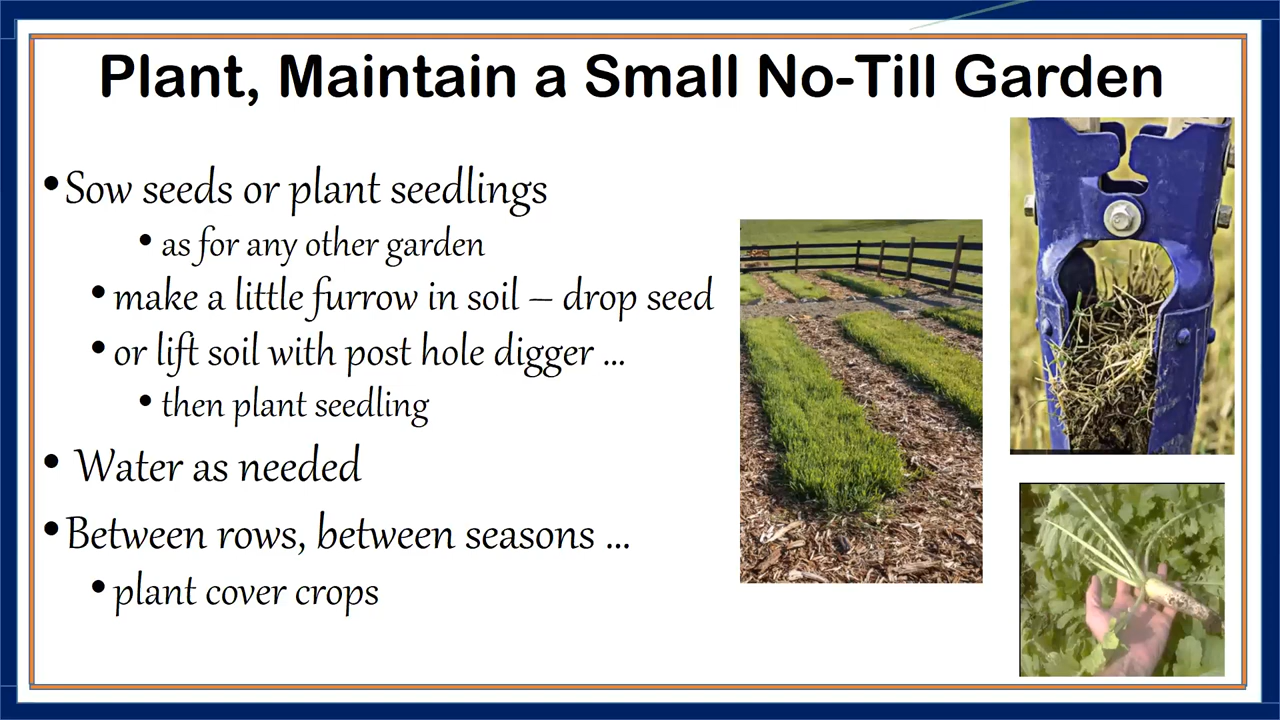 Plant, Maintain a Small No-Till Garden
•Sow seeds or plant seedlings
•as for any other garden
•make a little furrow in soil – drop seed
•or lift soil with post hole digger ...
•then plant seedling
• Water as needed
•Between rows, between seasons ...
•plant cover crops